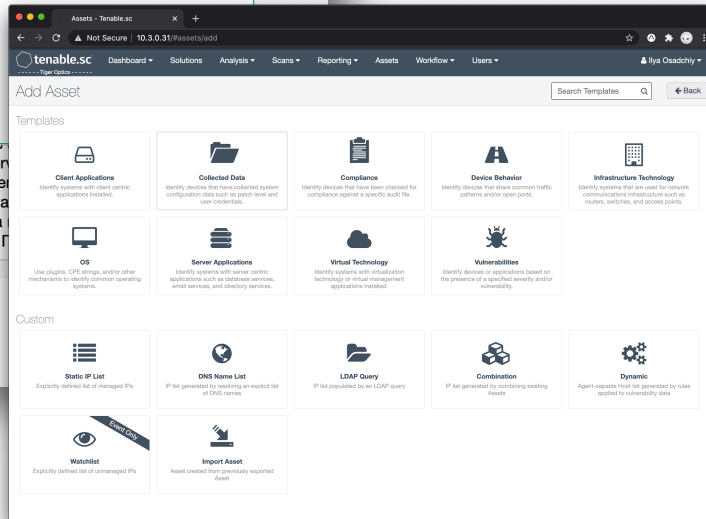 Assets - Tenable.sc
Not Secure | 10.3.0.31/#assets/add
tenable.sc
Dashboard Solutions Analysis Scans Reporting Assets Workflow Users Ilya Osadchiy
------ Tiger Optics ------
Add Asset
Search Templates
Back
Templates
Client Applications
Identify systems with client centric
applications installed.
Collected Data
Identify devices that have collected system
configuration data such as patch level and
user credentials.
Compliance
Identify devices that have been checked for
compliance against a specific audit file.
Device Behavior
Identify devices that share common traffic
patterns and/or open ports.
Infrastructure Technology
Identify systems that are used for network
communications infrastructure such as
routers, switches, and access points.
OS
Use plugins, CPE strings, and/or other
mechanisms to identify common operating
systems.
Server Applications
Identify systems with server centric
applications such as database services,
email services, and directory services.
Virtual Technology
Identify systems with virtualization
technology or virtual management
applications installed.
Vulnerabilities
Identify devices or applications based on
the presence of a specified severity and/or
vulnerability.
Custom
Static IP List
Explicitly defined list of managed IPs
DNS Name List
IP list generated by resolving an explicit list
of DNS names
LDAP Query
IP list populated by an LDAP query
Combination
IP list generated by combining existing
Assets
Dynamic
Agent-capable Host list generated by rules
applied to vulnerability data
Event Only
Watchlist
Explicitly defined list of unmanaged IPs
Import Asset
Asset created from previously exported
Asset